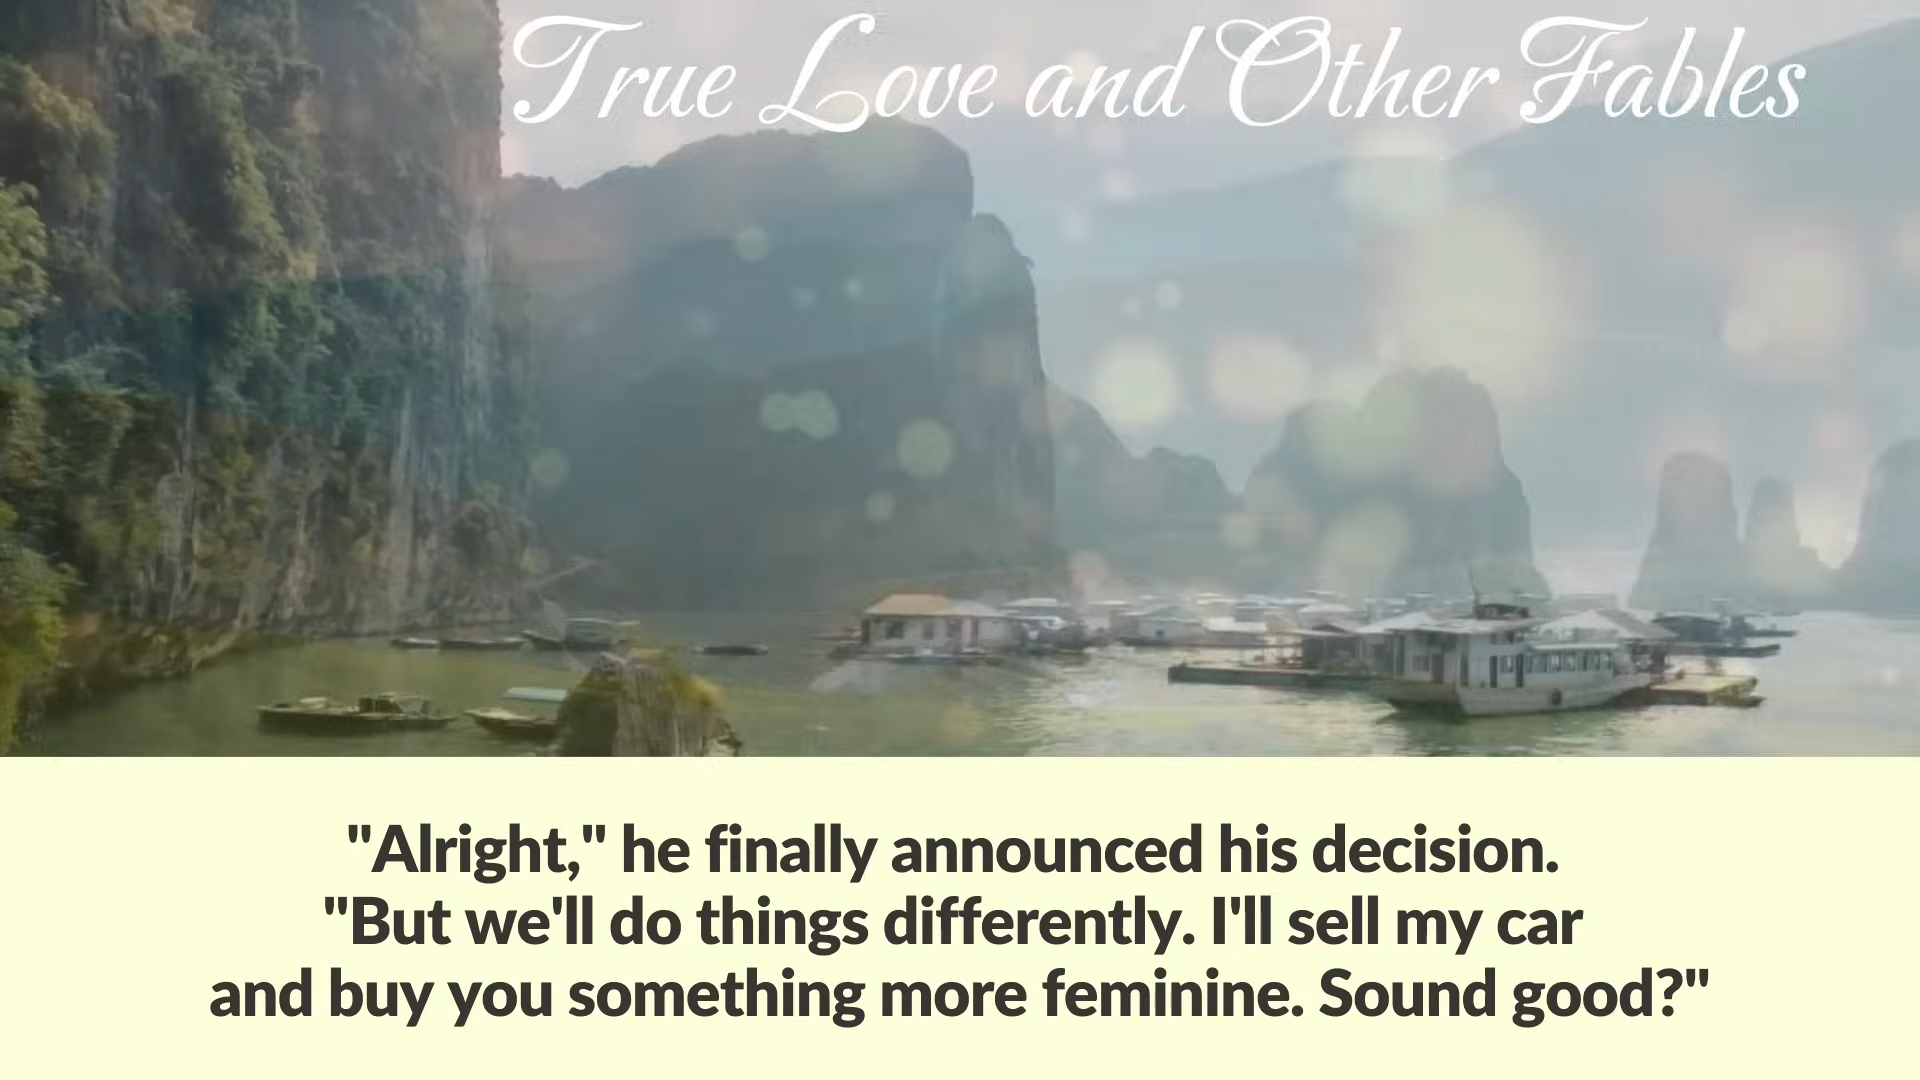 True Love and Other Fables
"Alright," he finally announced his decision.
"But we'll do things differently. I'll sell my car
and buy you something more feminine. Sound good?"